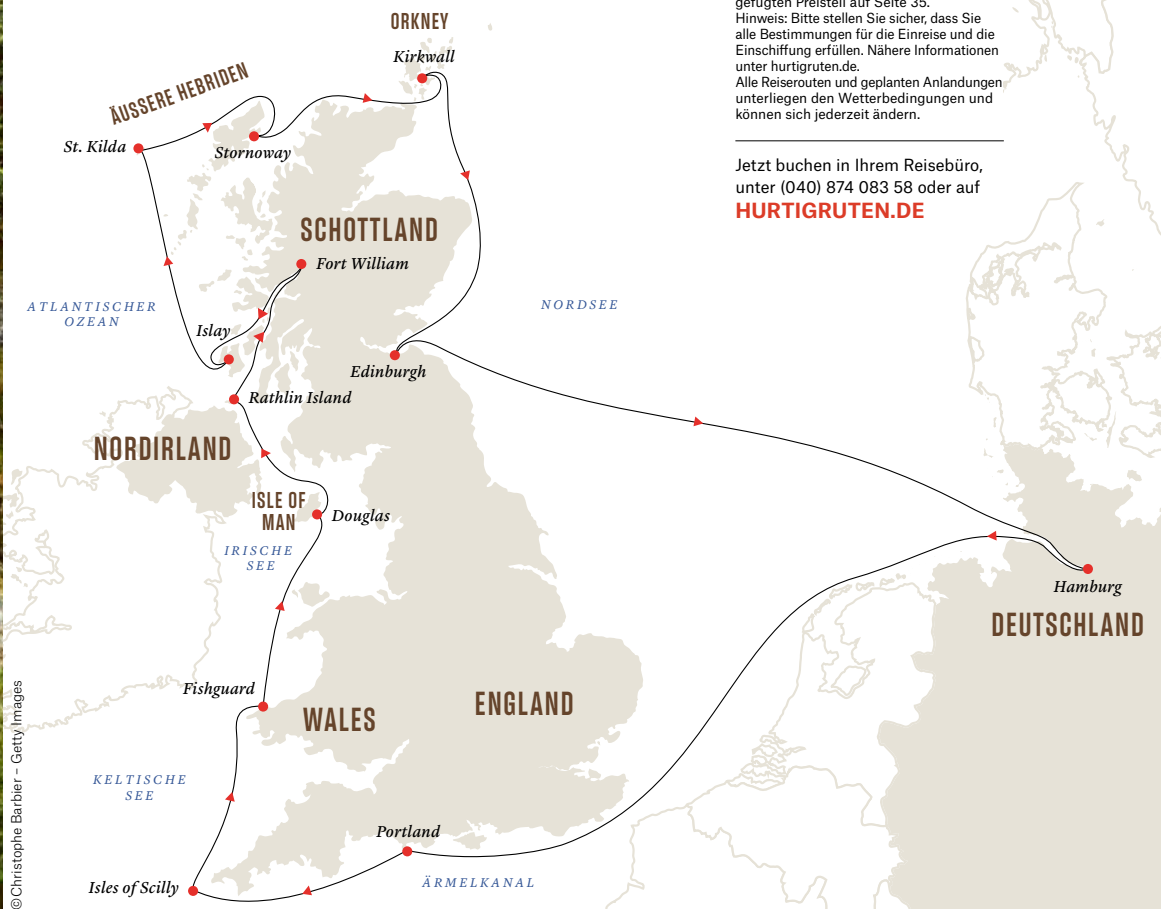 gefügten Preisteil auf Seite 35.
Hinweis: Bitte stellen Sie sicher, dass Sie
alle Bestimmungen für die Einreise und die
Einschiffung erfüllen. Nähere Informationen
unter hurtigruten.de.
Alle Reiserouten und geplanten Anlandungen
unterliegen den Wetterbedingungen und
können sich jederzeit ändern.
Jetzt buchen in Ihrem Reisebüro,
unter (040) 874 083 58 oder auf
HURTIGRUTEN.DE
ORKNEY
Kirkwall
ÄUSSERE HEBRIDEN
St. Kilda
Stornoway
SCHOTTLAND
Fort William
ATLANTISCHER
OZEAN
NORDSEE
Islay
Edinburgh
Rathlin Island
NORDIRLAND
ISLE OF
MAN
Douglas
IRISCHE
SEE
Hamburg
DEUTSCHLAND
Fishguard
WALES
ENGLAND
KELTISCHE
SEE
Portland
Isles of Scilly
ÄRMELKANAL
©Christophe Barbier – Getty Images